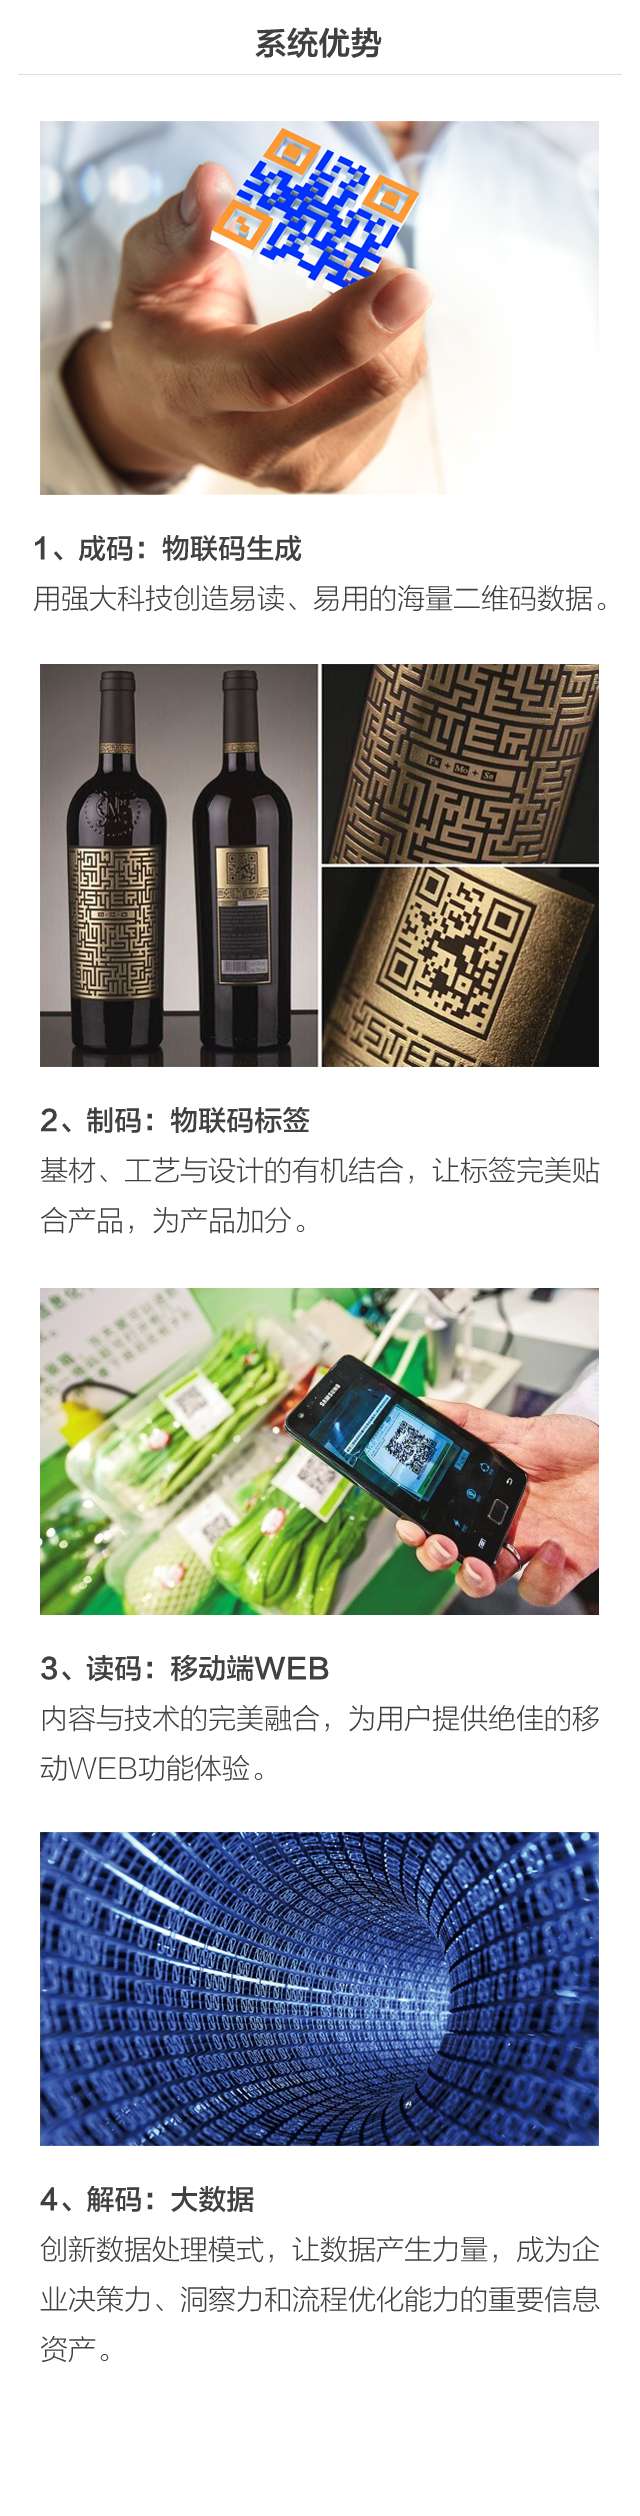 系统优势
1、成码：物联码生成
用强大科技创造易读、易用的海量二维码数据。
YSTERIUM
Fe + Mo + Se
YSTERI
2、制码：物联码标签
基材、工艺与设计的有机结合，让标签完美贴
合产品，为产品加分。
SAMSUNG
3、读码：移动端WEB
内容与技术的完美融合，为用户提供绝佳的移
动WEB功能体验。
4、解码：大数据
创新数据处理模式，让数据产生力量，成为企
业决策力、洞察力和流程优化能力的重要信息
资产。